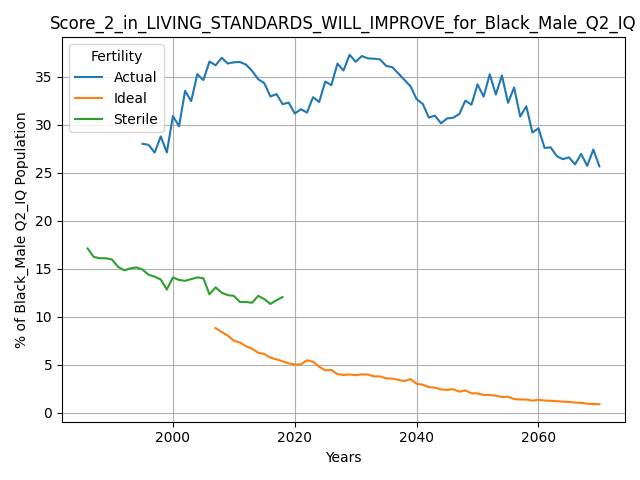 Score_2_in_LIVING_STANDARDS_WILL_IMPROVE_for_Black_Male_Q2_IQ
Fertility
Actual
Ideal
Sterile
% of Black_Male Q2_IQ Population
35
30
25
20
15
10
5
0
2000
2020
2040
2060
Years